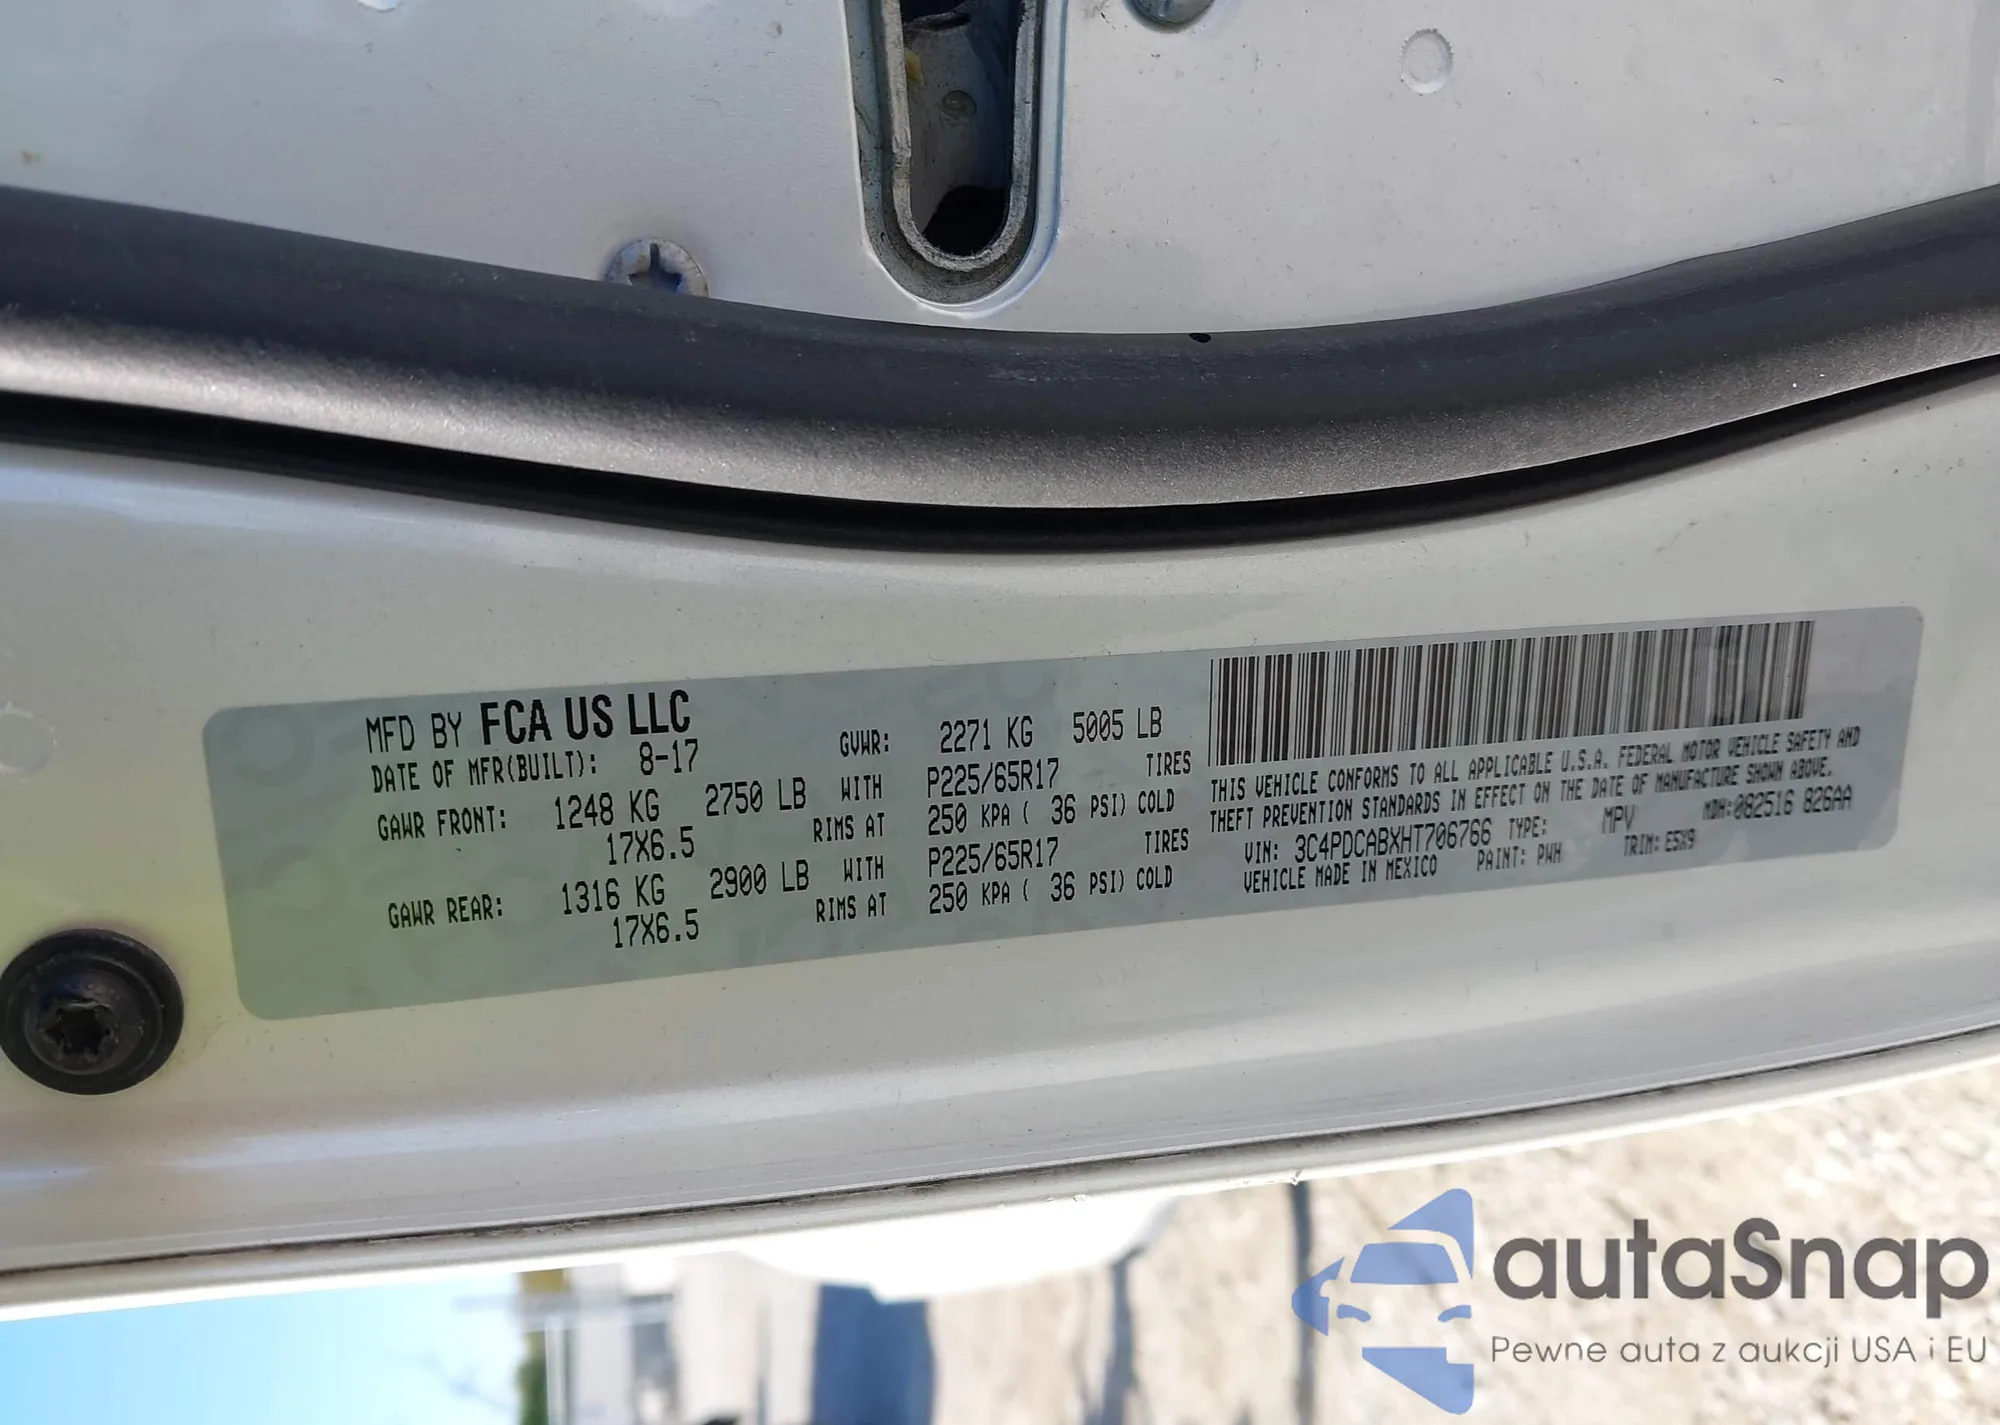 MFD BY FCA US LLC
DATE OF MFR(BUILT): 8-17
GVWR: 2271 KG 5005 LB
GAWR FRONT: 1248 KG 2750 LB WITH P225/65R17 TIRES
17X6.5 RIMS AT 250 KPA ( 36 PSI) COLD
GAWR REAR: 1316 KG 2900 LB WITH P225/65R17 TIRES
17X6.5 RIMS AT 250 KPA ( 36 PSI) COLD
THIS VEHICLE CONFORMS TO ALL APPLICABLE U.S.A. FEDERAL MOTOR VEHICLE SAFETY AND
THEFT PREVENTION STANDARDS IN EFFECT ON THE DATE OF MANUFACTURE SHOWN ABOVE.
VIN: 3C4PDCABXHT706766 TYPE: MPV MDH:082516 826AA
VEHICLE MADE IN MEXICO PAINT: PWH TRIM: E5X9
autaSnap
Pewne auta z aukcji USA i EU